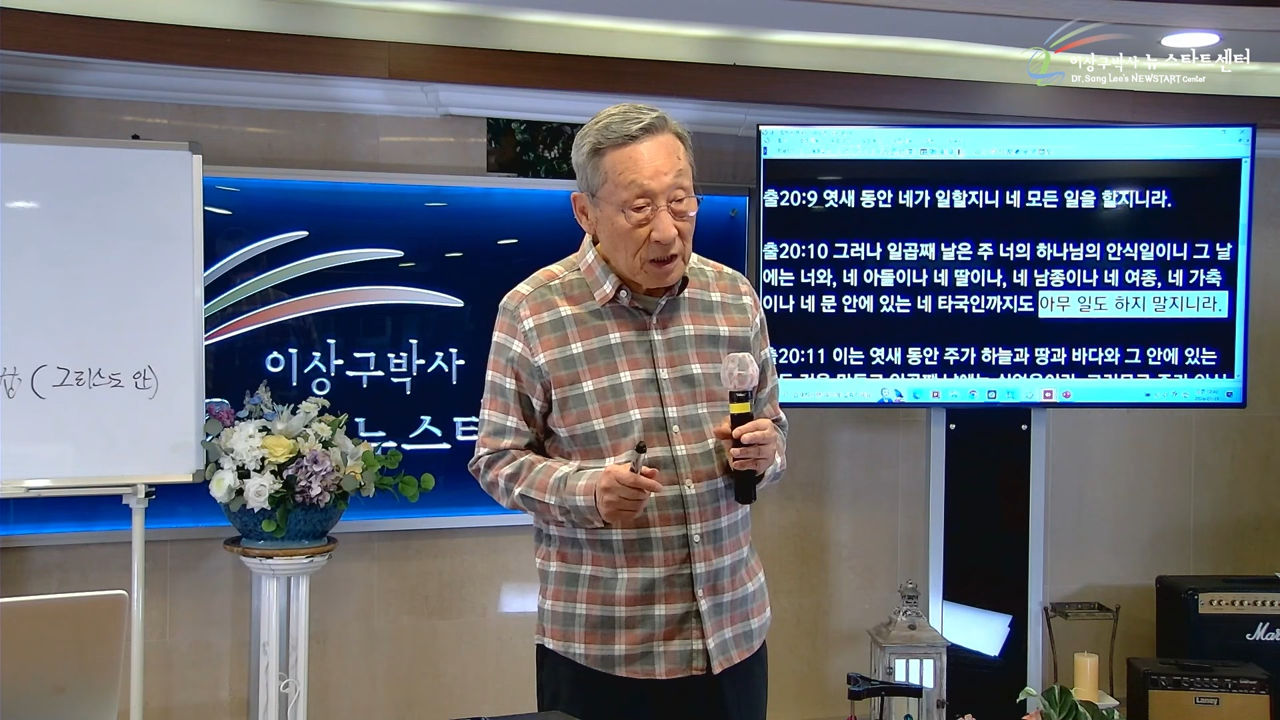 이상구박사 뉴스타트센터
Dr. Sang Lee's NEWSTART Center
출20:9 엿새 동안 네가 일할지니 네 모든 일을 할지니라.
출20:10 그러나 일곱째 날은 주 너의 하나님의 안식일이니 그 날
에는 너와, 네 아들이나 네 딸이나, 네 남종이나 네 여종, 네 가축
이나 네 문 안에 있는 네 타국인까지도 아무 일도 하지 말지니라.
출20:11 이는 엿새 동안 주가 하늘과 땅과 바다와 그 안에 있는
이상구박사
뉴스타
(그리스도 안)
Mar
Laney